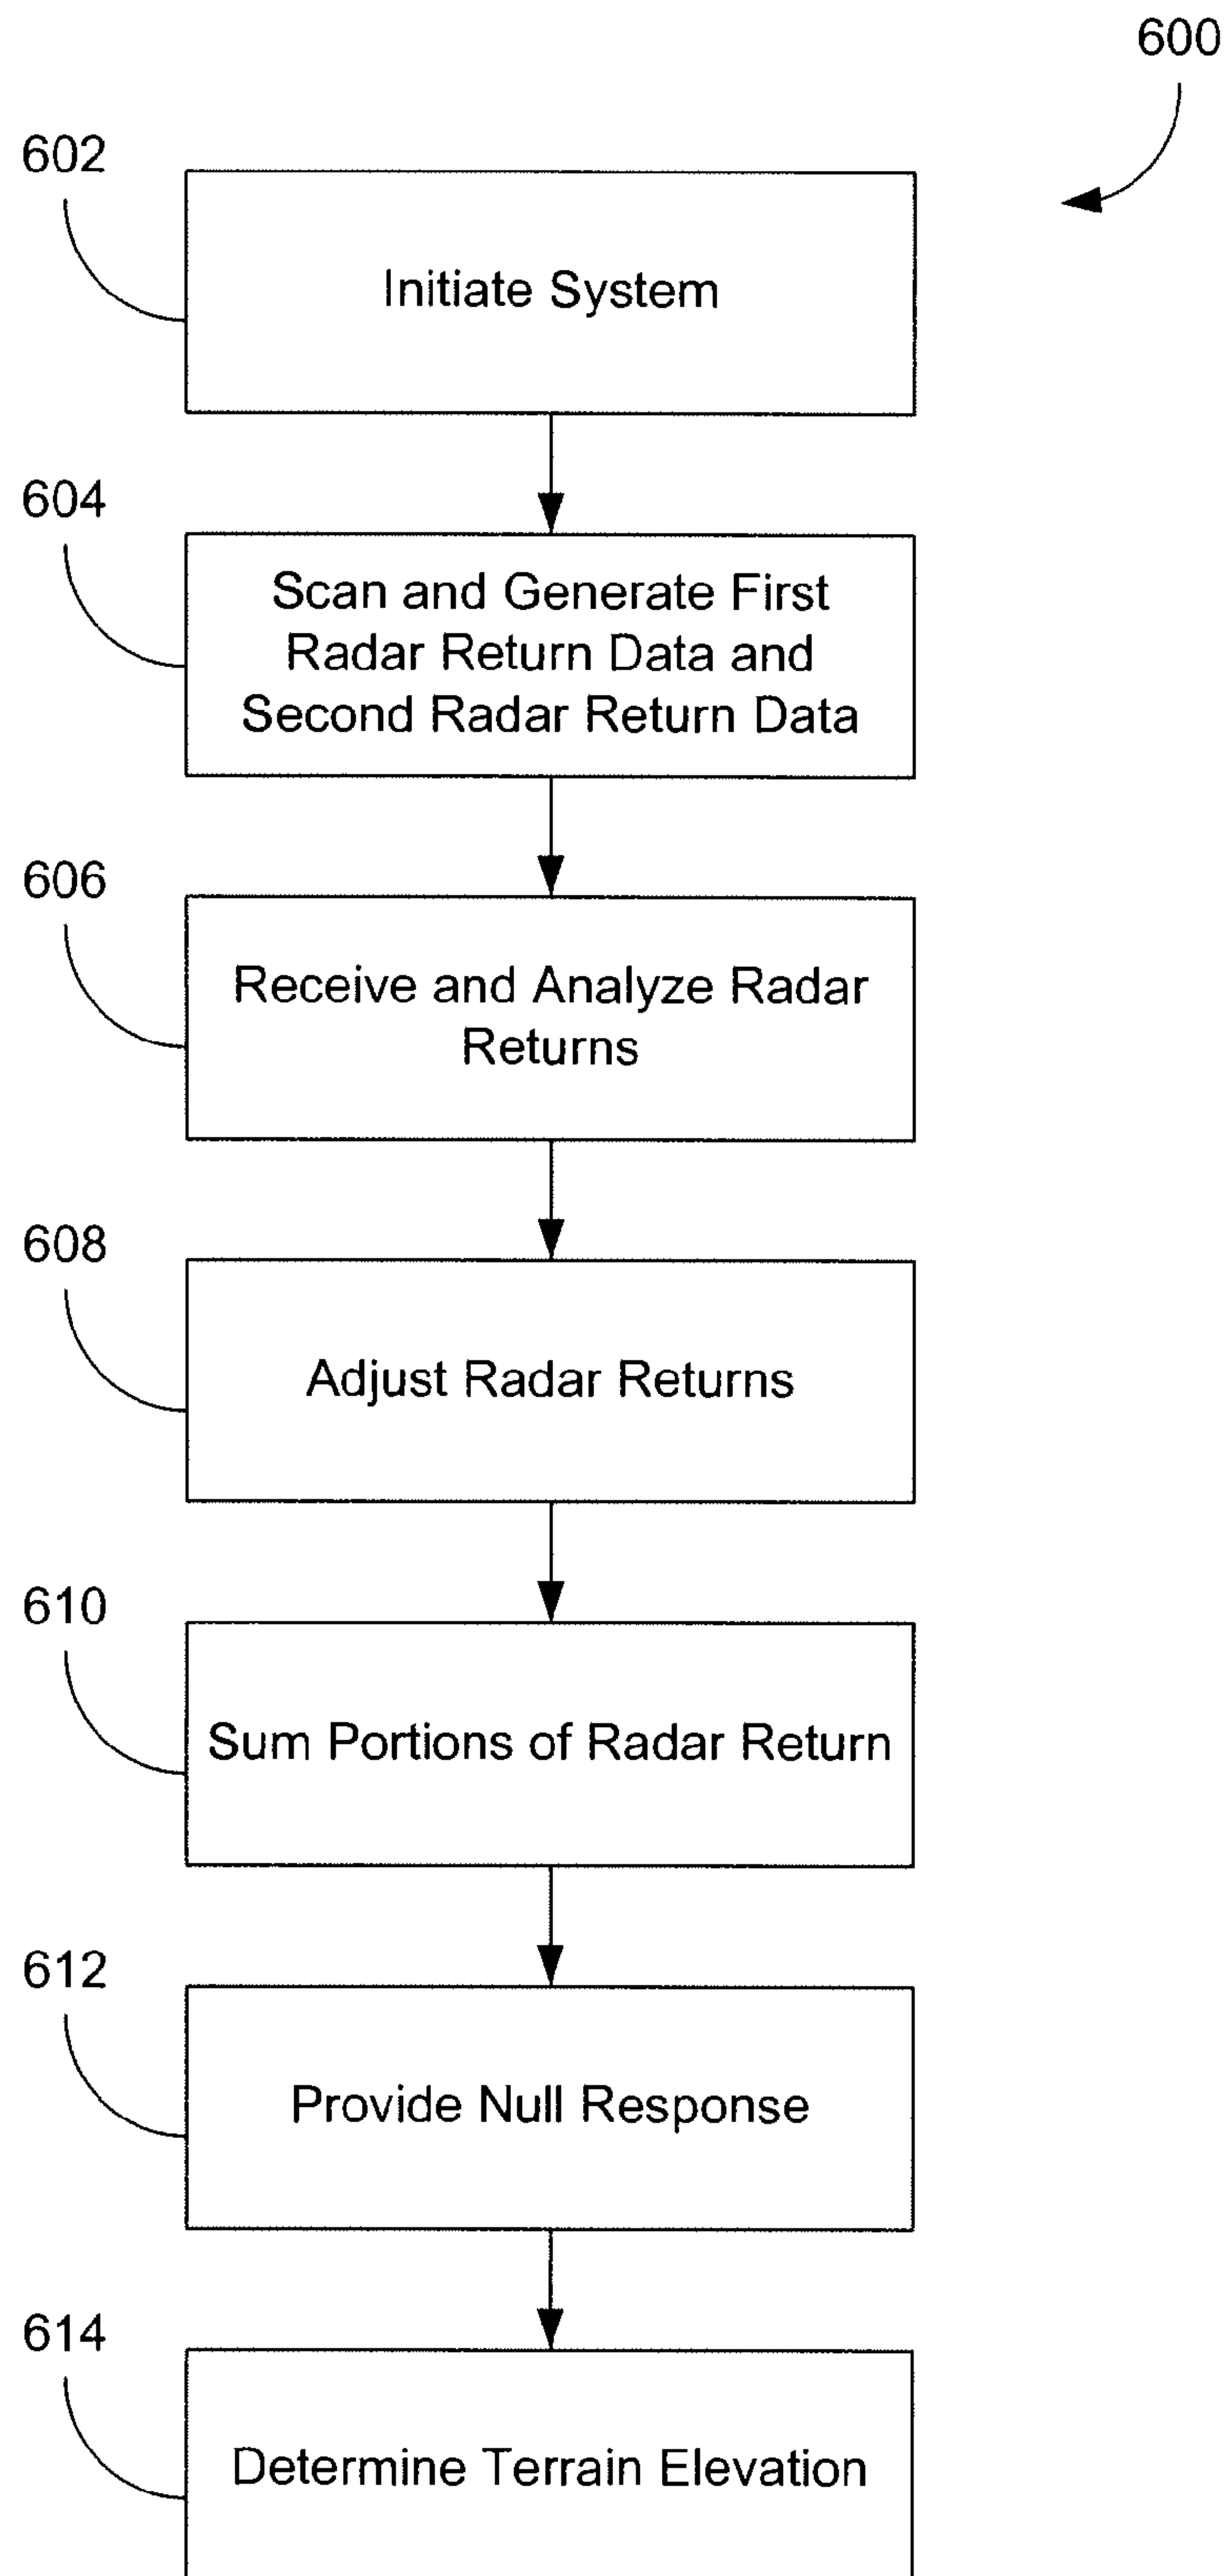 600
602
Initiate System
604
Scan and Generate First
Radar Return Data and
Second Radar Return Data
606
Receive and Analyze Radar
Returns
608
Adjust Radar Returns
610
Sum Portions of Radar Return
612
Provide Null Response
614
Determine Terrain Elevation